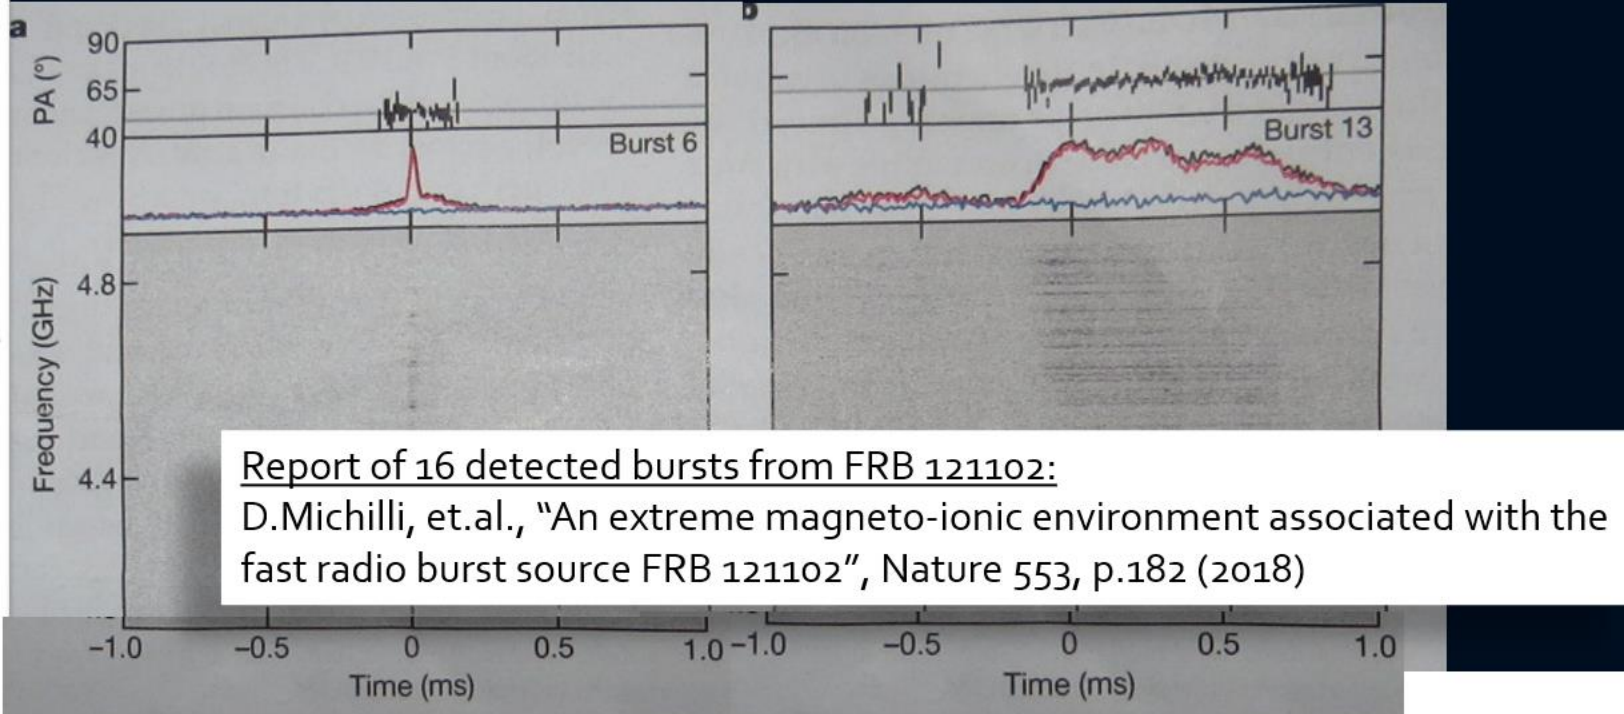 a
b
90
65
40
PA (°)
Burst 6
Burst 13
4.8
4.4
Frequency (GHz)
Report of 16 detected bursts from FRB 121102:
D.Michilli, et.al., “An extreme magneto-ionic environment associated with the
fast radio burst source FRB 121102”, Nature 553, p.182 (2018)
−1.0
−0.5
0
0.5
1.0
−1.0
−0.5
0
0.5
1.0
Time (ms)
Time (ms)